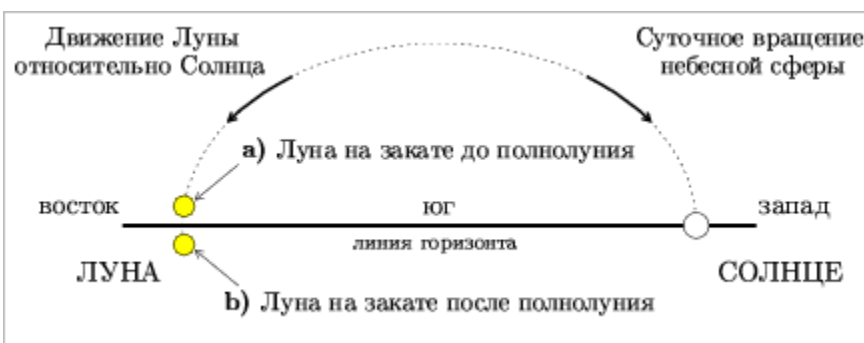 Движение Луны
относительно Солнца
Суточное вращение
небесной сферы
a) Луна на закате до полнолуния
восток
юг
запад
линия горизонта
ЛУНА
СОЛНЦЕ
b) Луна на закате после полнолуния